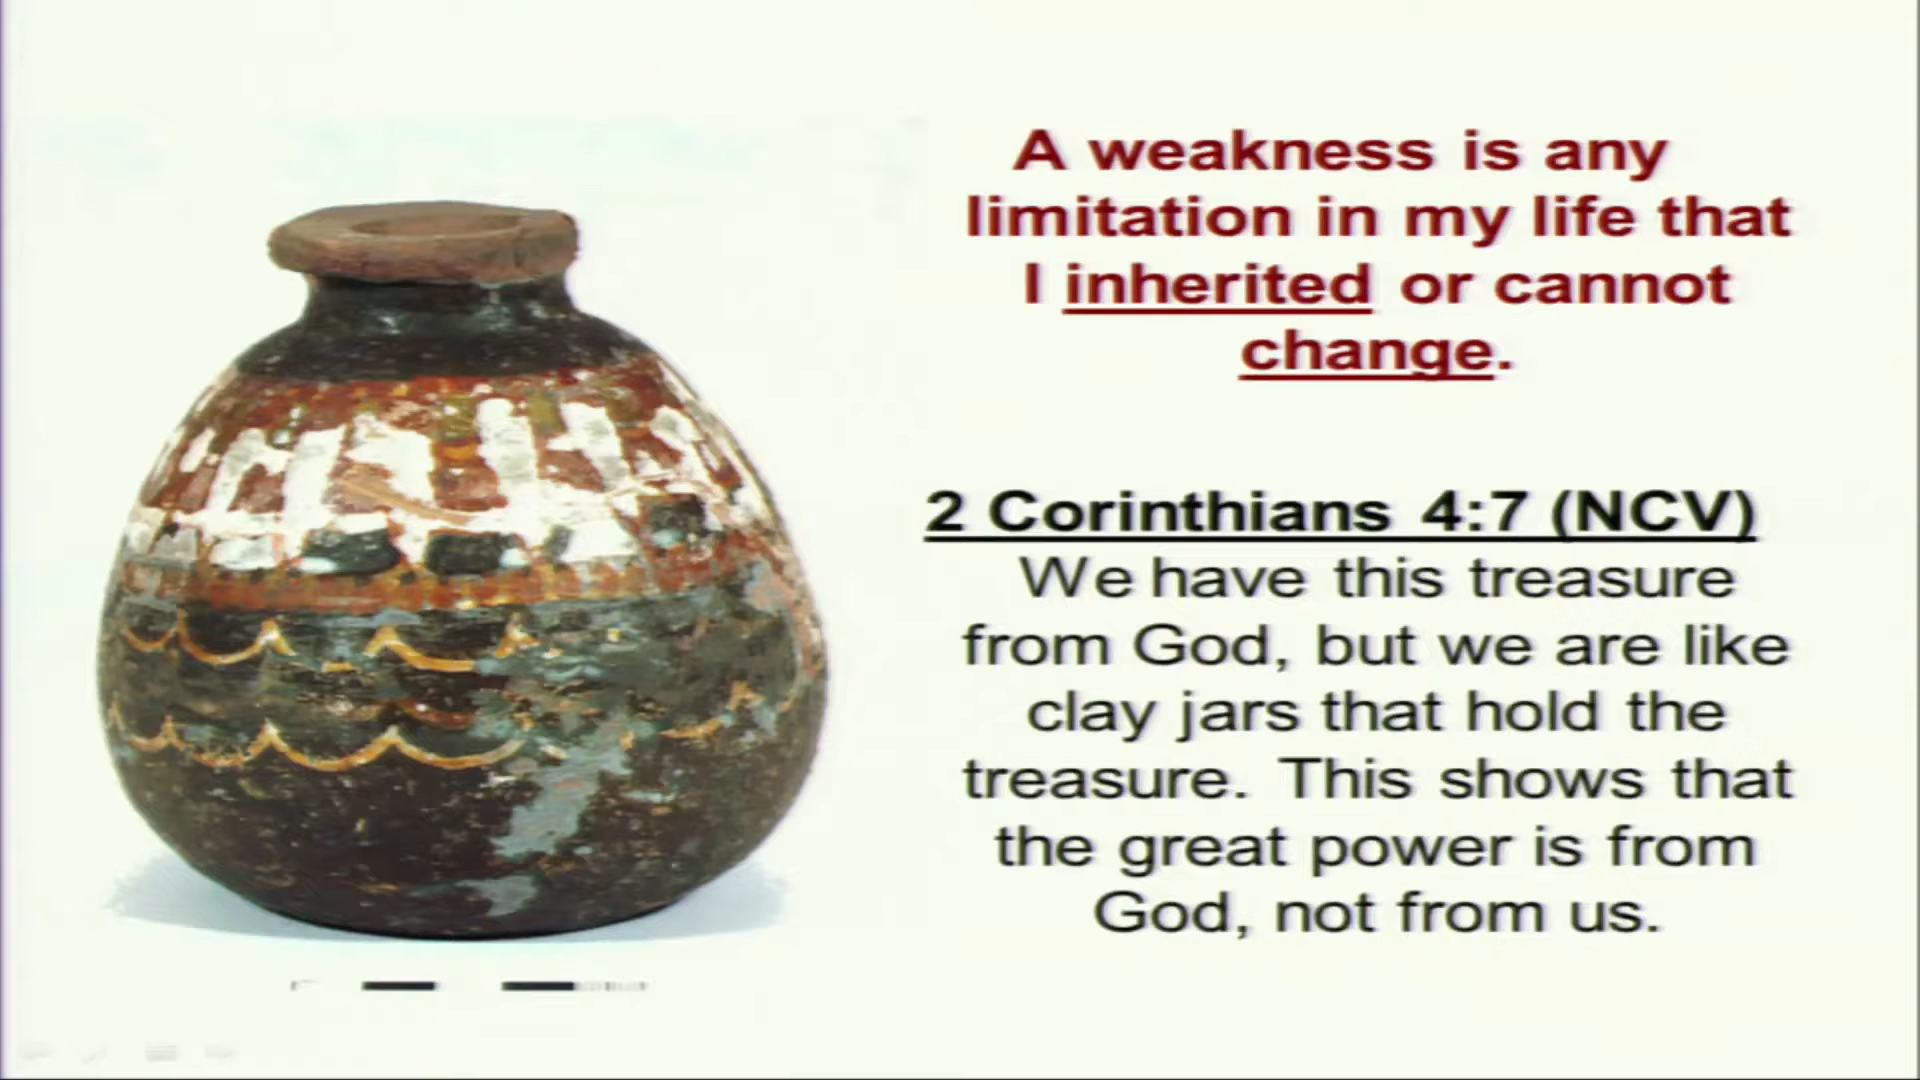 A weakness is any
limitation in my life that
I inherited or cannot
change.
2 Corinthians 4:7 (NCV)
We have this treasure
from God, but we are like
clay jars that hold the
treasure. This shows that
the great power is from
God, not from us.